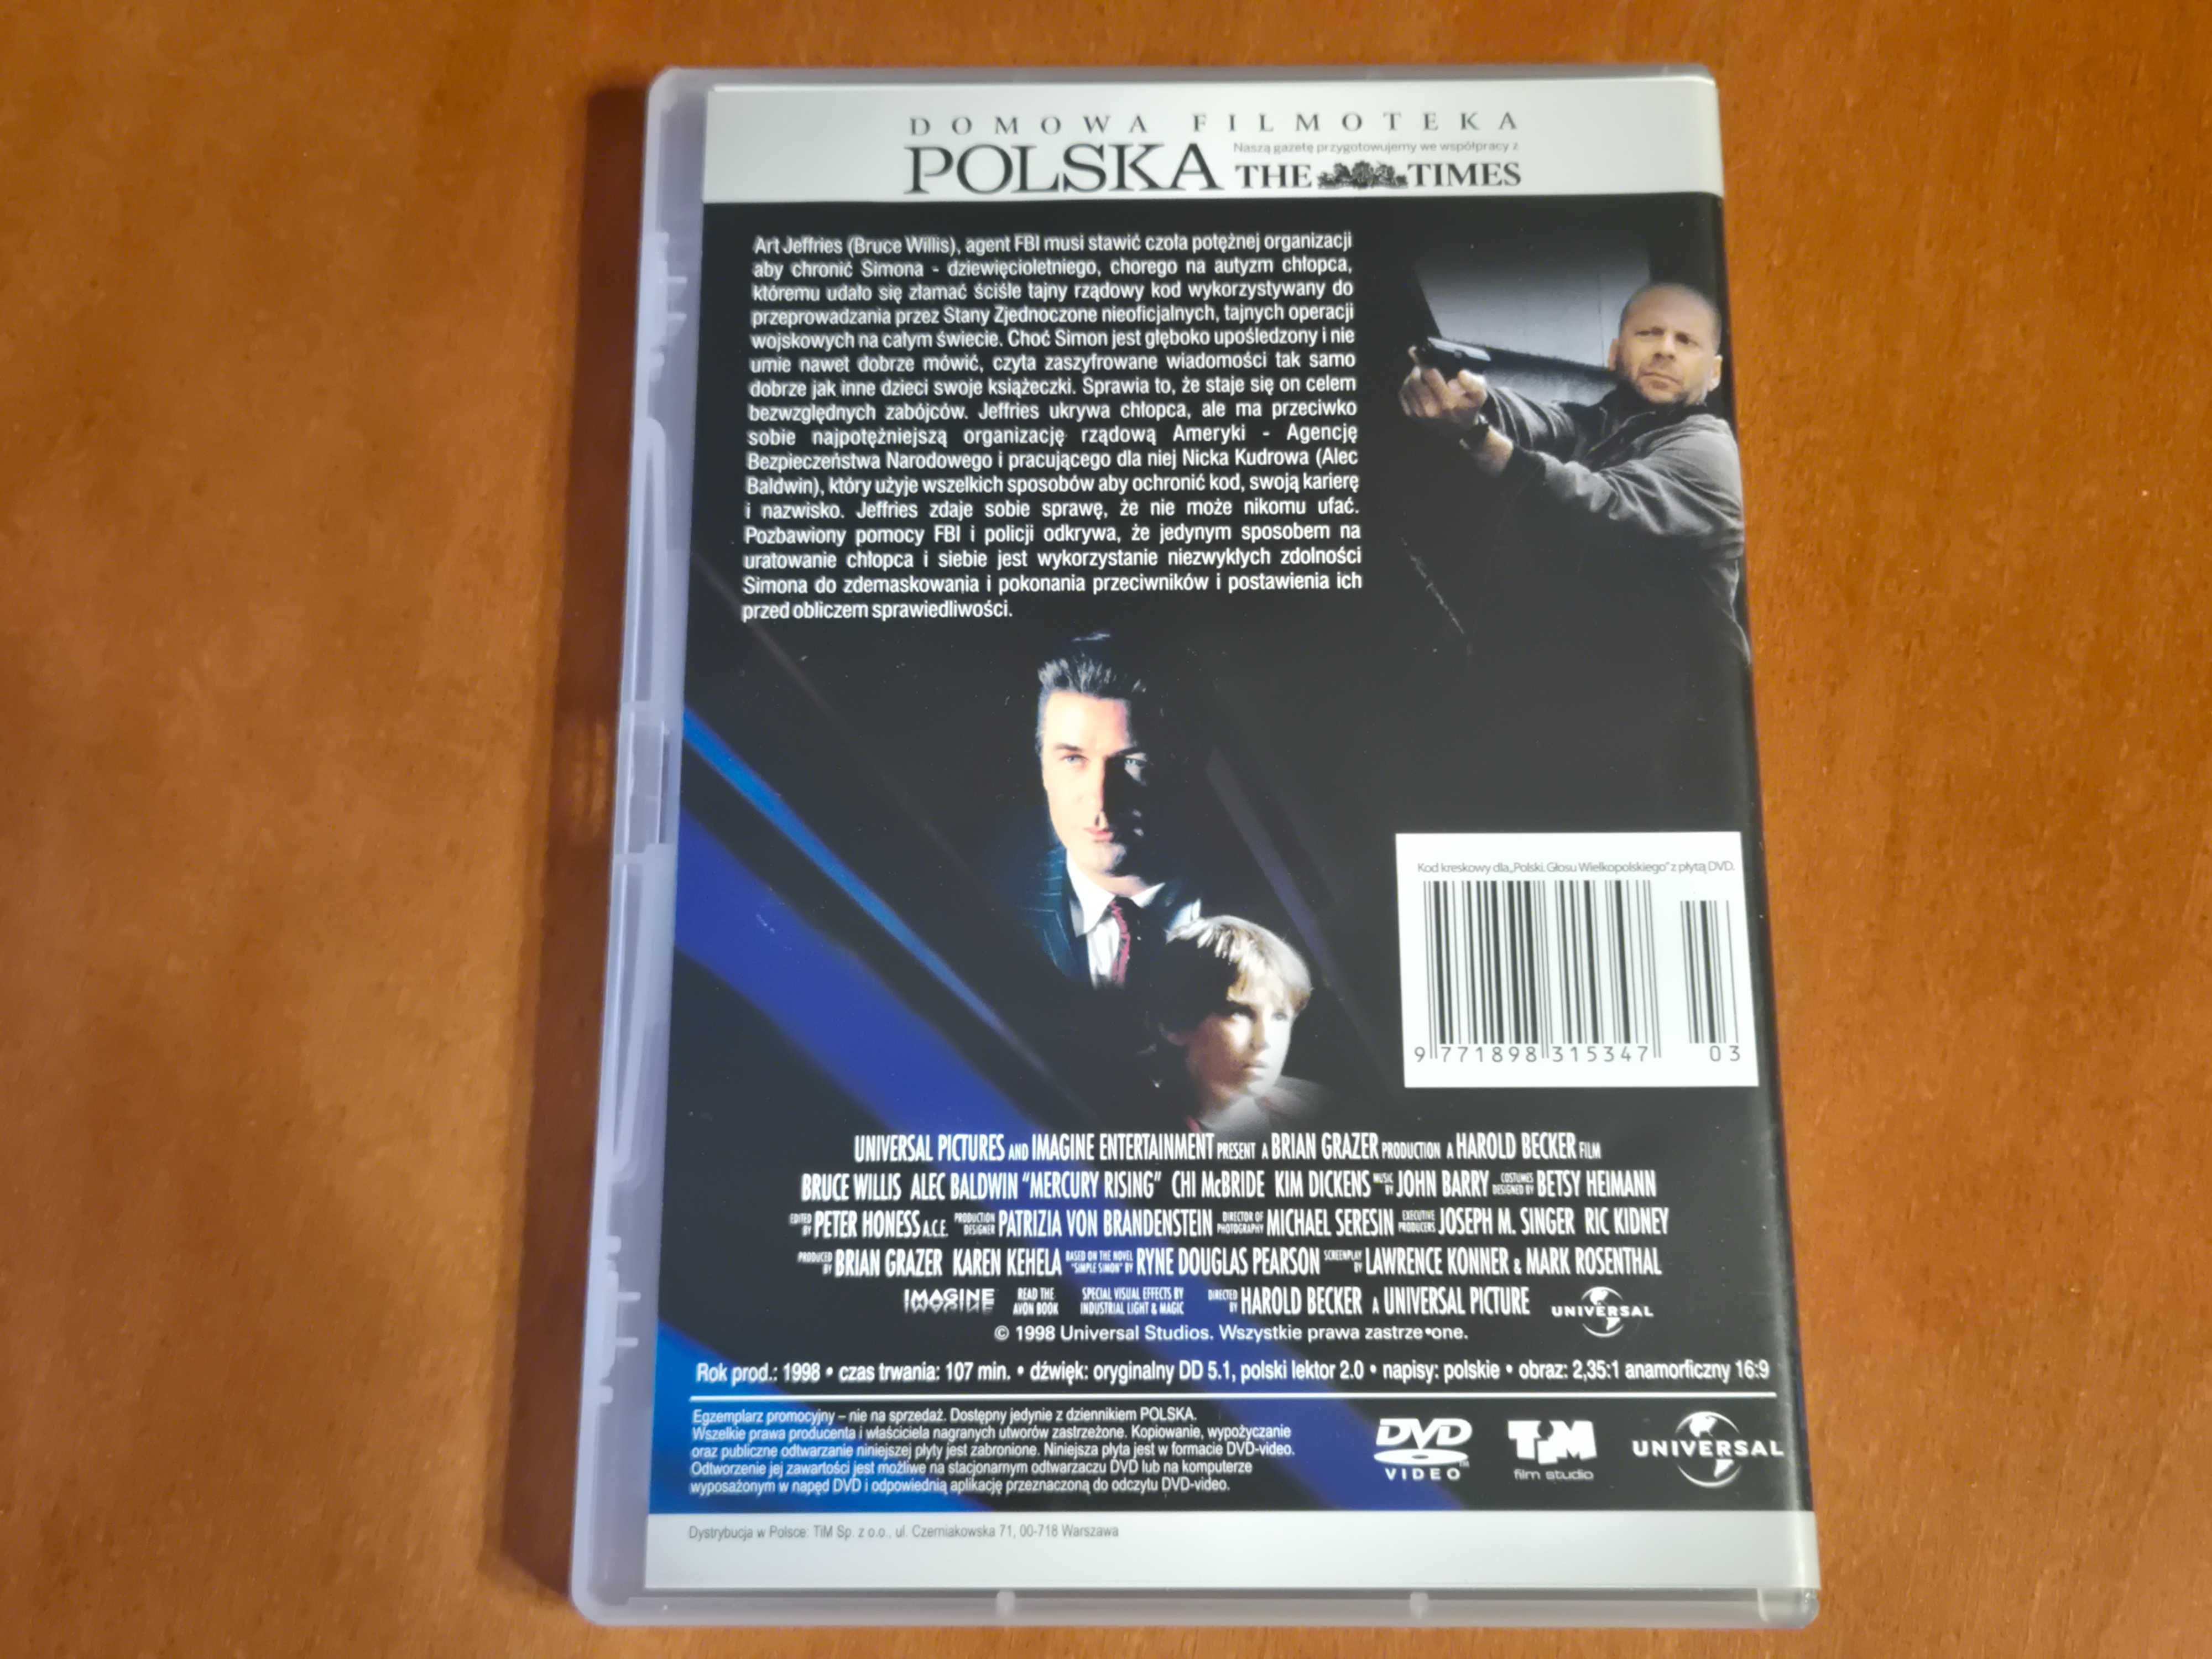 DOMOWA FILMOTEKA
POLSKA Naszą gazetę przygotowujemy we współpracy z
THE TIMES
Art Jeffries (Bruce Willis), agent FBI musi stawić czoła potężnej organizacji
aby chronić Simona - dziewięcioletniego, chorego na autyzm chłopca,
któremu udało się złamać ściśle tajny rządowy kod wykorzystywany do
przeprowadzania przez Stany Zjednoczone nieoficjalnych, tajnych operacji
wojskowych na całym świecie. Choć Simon jest głęboko upośledzony i nie
umie nawet dobrze mówić, czyta zaszyfrowane wiadomości tak samo
dobrze jak inne dzieci swoje książeczki. Sprawia to, że staje się on celem
bezwzględnych zabójców. Jeffries ukrywa chłopca, ale ma przeciwko
sobie najpotężniejszą organizację rządową Ameryki - Agencję
Bezpieczeństwa Narodowego i pracującego dla niej Nicka Kudrowa (Alec
Baldwin), który użyje wszelkich sposobów aby ochronić kod, swoją karierę
i nazwisko. Jeffries zdaje sobie sprawę, że nie może nikomu ufać.
Pozbawiony pomocy FBI i policji odkrywa, że jedynym sposobem na
uratowanie chłopca i siebie jest wykorzystanie niezwykłych zdolności
Simona do zdemaskowania i pokonania przeciwników i postawienia ich
przed obliczem sprawiedliwości.
Kod kreskowy dla „Polski, Głosu Wielkopolskiego" z płytą DVD.
9 771898 315347 03
UNIVERSAL PICTURES AND IMAGINE ENTERTAINMENT PRESENT A BRIAN GRAZER PRODUCTION A HAROLD BECKER FILM
BRUCE WILLIS ALEC BALDWIN "MERCURY RISING" CHI McBRIDE KIM DICKENS MUSIC BY JOHN BARRY COSTUMES DESIGNED BY BETSY HEIMANN
EDITED BY PETER HONESS A.C.E. PRODUCTION DESIGNER PATRIZIA VON BRANDENSTEIN DIRECTOR OF PHOTOGRAPHY MICHAEL SERESIN EXECUTIVE PRODUCERS JOSEPH M. SINGER RIC KIDNEY
PRODUCED BY BRIAN GRAZER KAREN KEHELA BASED ON THE NOVEL "SIMPLE SIMON" BY RYNE DOUGLAS PEARSON SCREENPLAY BY LAWRENCE KONNER & MARK ROSENTHAL
IMAGINE READ THE AVON BOOK SPECIAL VISUAL EFFECTS BY INDUSTRIAL LIGHT & MAGIC DIRECTED BY HAROLD BECKER A UNIVERSAL PICTURE UNIVERSAL
© 1998 Universal Studios. Wszystkie prawa zastrze•one.
Rok prod.: 1998 • czas trwania: 107 min. • dźwięk: oryginalny DD 5.1, polski lektor 2.0 • napisy: polskie • obraz: 2,35:1 anamorficzny 16:9
Egzemplarz promocyjny – nie na sprzedaż. Dostępny jedynie z dziennikiem POLSKA.
Wszelkie prawa producenta i właściciela nagranych utworów zastrzeżone. Kopiowanie, wypożyczanie
oraz publiczne odtwarzanie niniejszej płyty jest zabronione. Niniejsza płyta jest w formacie DVD-video.
Odtworzenie jej zawartości jest możliwe na stacjonarnym odtwarzaczu DVD lub na komputerze
wyposażonym w napęd DVD i odpowiednią aplikację przeznaczoną do odczytu DVD-video.
DVD VIDEO TM
TiM film studio
UNIVERSAL
Dystrybucja w Polsce: TiM Sp. z o.o., ul. Czerniakowska 71, 00-718 Warszawa